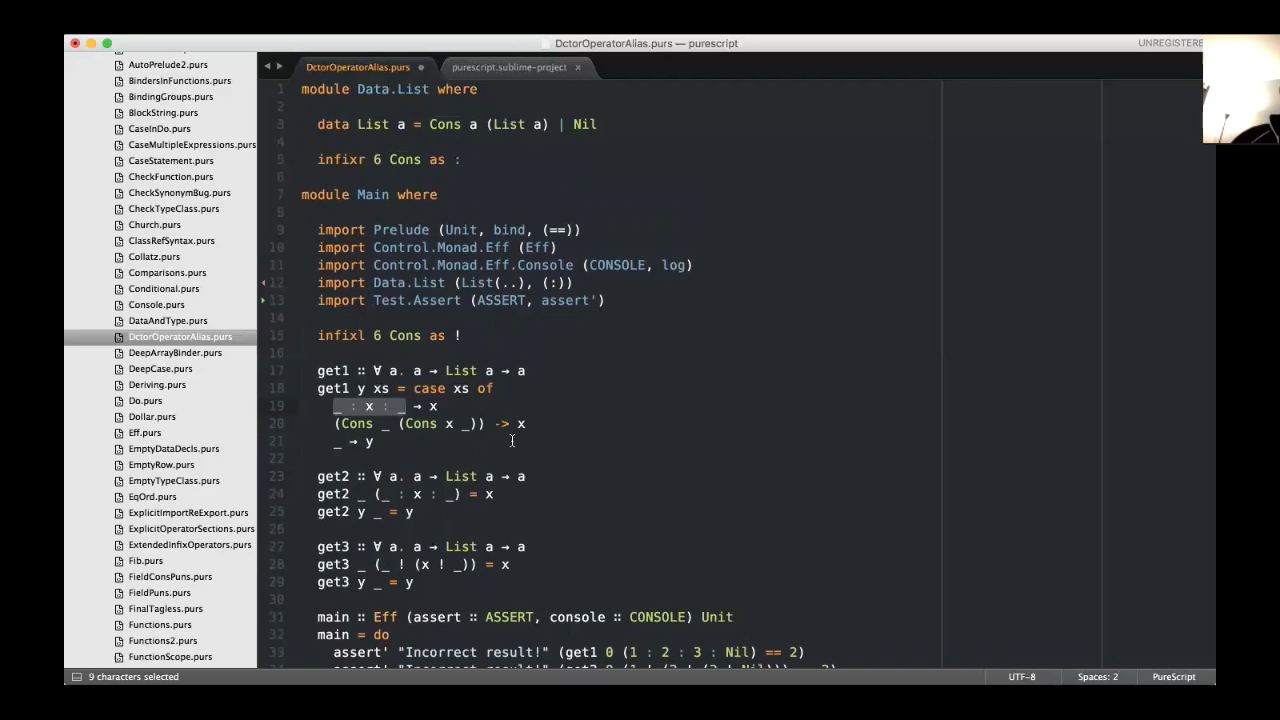 DctorOperatorAlias.purs — purescript
UNREGISTERE
AutoPrelude2.purs
BindersInFunctions.purs
BindingGroups.purs
BlockString.purs
CaseInDo.purs
CaseMultipleExpressions.purs
CaseStatement.purs
CheckFunction.purs
CheckSynonymBug.purs
CheckTypeClass.purs
Church.purs
ClassRefSyntax.purs
Collatz.purs
Comparisons.purs
Conditional.purs
Console.purs
DataAndType.purs
DctorOperatorAlias.purs
DeepArrayBinder.purs
DeepCase.purs
Deriving.purs
Do.purs
Dollar.purs
Eff.purs
EmptyDataDecls.purs
EmptyRow.purs
EmptyTypeClass.purs
EqOrd.purs
ExplicitImportReExport.purs
ExplicitOperatorSections.purs
ExtendedInfixOperators.purs
Fib.purs
FieldConsPuns.purs
FieldPuns.purs
FinalTagless.purs
Functions.purs
Functions2.purs
FunctionScope.purs
DctorOperatorAlias.purs
purescript.sublime-project ×
1 module Data.List where
2
3 data List a = Cons a (List a) | Nil
4
5 infixr 6 Cons as :
6
7 module Main where
8
9 import Prelude (Unit, bind, (==))
10 import Control.Monad.Eff (Eff)
11 import Control.Monad.Eff.Console (CONSOLE, log)
12 import Data.List (List(..), (:))
13 import Test.Assert (ASSERT, assert')
14
15 infixl 6 Cons as !
16
17 get1 ∷ ∀ a. a → List a → a
18 get1 y xs = case xs of
19 _ : x : _ → x
20 (Cons _ (Cons x _)) -> x
21 _ → y
22
23 get2 ∷ ∀ a. a → List a → a
24 get2 _ (_ : x : _) = x
25 get2 y _ = y
26
27 get3 ∷ ∀ a. a → List a → a
28 get3 _ (_ ! (x ! _)) = x
29 get3 y _ = y
30
31 main ∷ Eff (assert ∷ ASSERT, console ∷ CONSOLE) Unit
32 main = do
33 assert' "Incorrect result!" (get1 0 (1 : 2 : 3 : Nil) == 2)
9 characters selected
UTF-8
Spaces: 2
PureScript